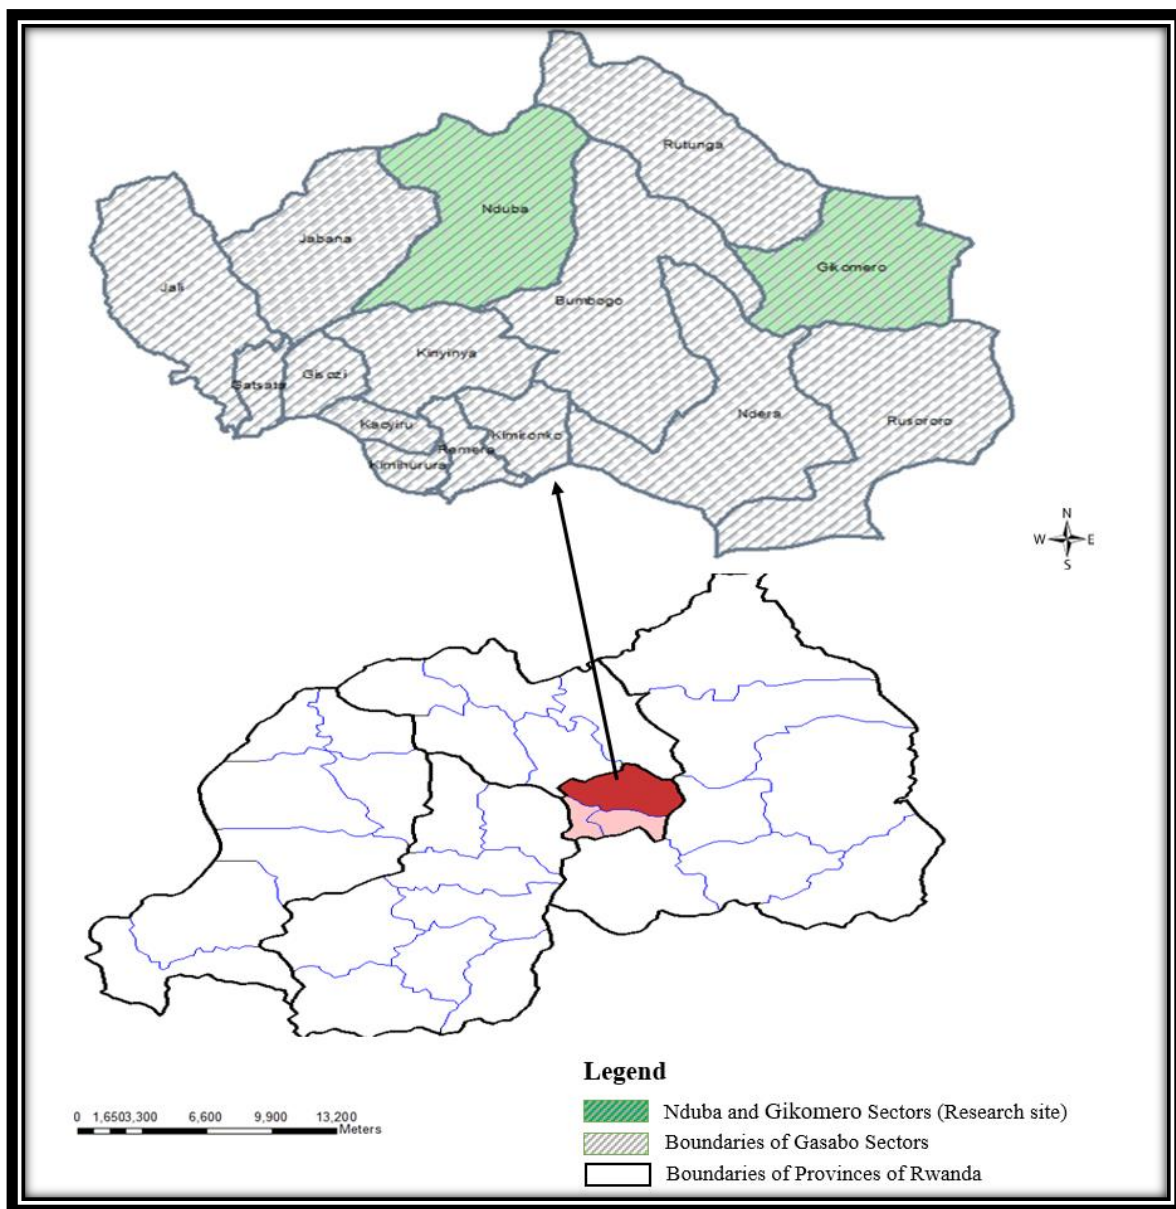 Rutunga
Nduba
Jabana
Gikomero
Jali
Bumbogo
Kinyinya
Gisozi
Gatsata
Ndera
Rusororo
Kacyiru
Kimironko
Remera
Kimihurura
N
W E
S
Legend
Nduba and Gikomero Sectors (Research site)
0 1,6503,300 6,600 9,900 13,200
Meters
Boundaries of Gasabo Sectors
Boundaries of Provinces of Rwanda